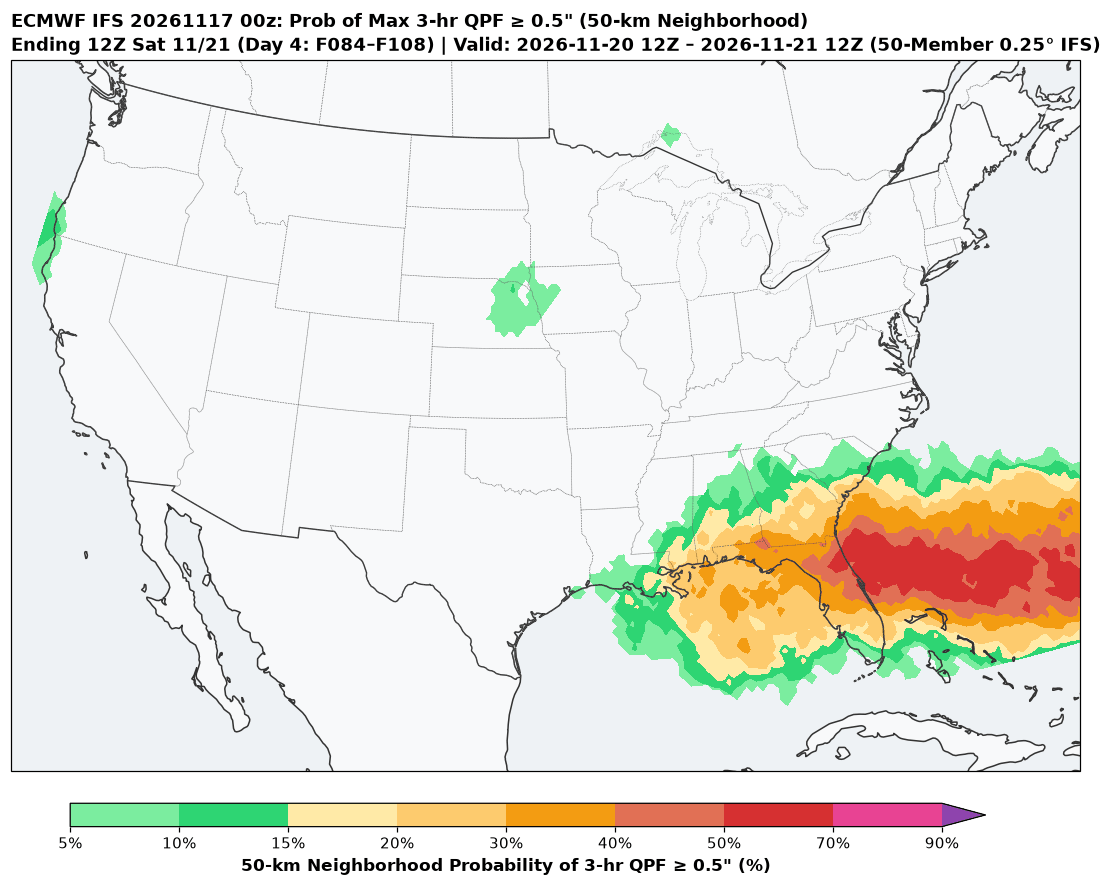 ECMWF IFS 20261117 00z: Prob of Max 3-hr QPF ≥ 0.5" (50-km Neighborhood)
Ending 12Z Sat 11/21 (Day 4: F084–F108) | Valid: 2026-11-20 12Z – 2026-11-21 12Z (50-Member 0.25° IFS)
5% 10% 15% 20% 30% 40% 50% 70% 90%
50-km Neighborhood Probability of 3-hr QPF ≥ 0.5" (%)